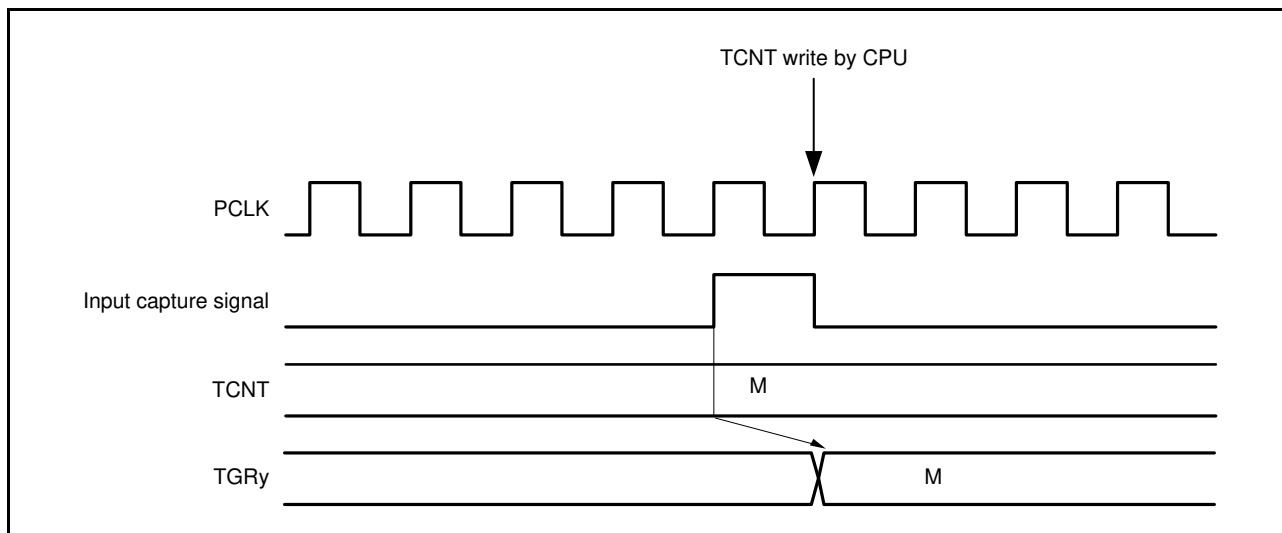 TCNT write by CPU
PCLK
Input capture signal
TCNT
M
TGRy
M